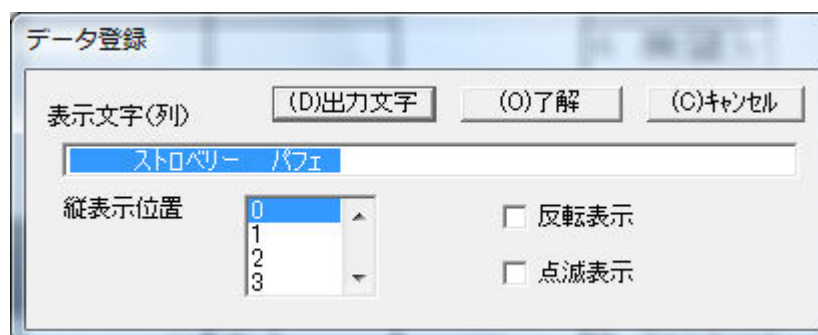 データ登録
表示文字(列) (D)出力文字 (O)了解 (C)ｷｬﾝｾﾙ
ｽﾄﾛﾍﾞﾘｰ ﾊﾟﾌｪ
縦表示位置
0
1
2
3
反転表示
点滅表示